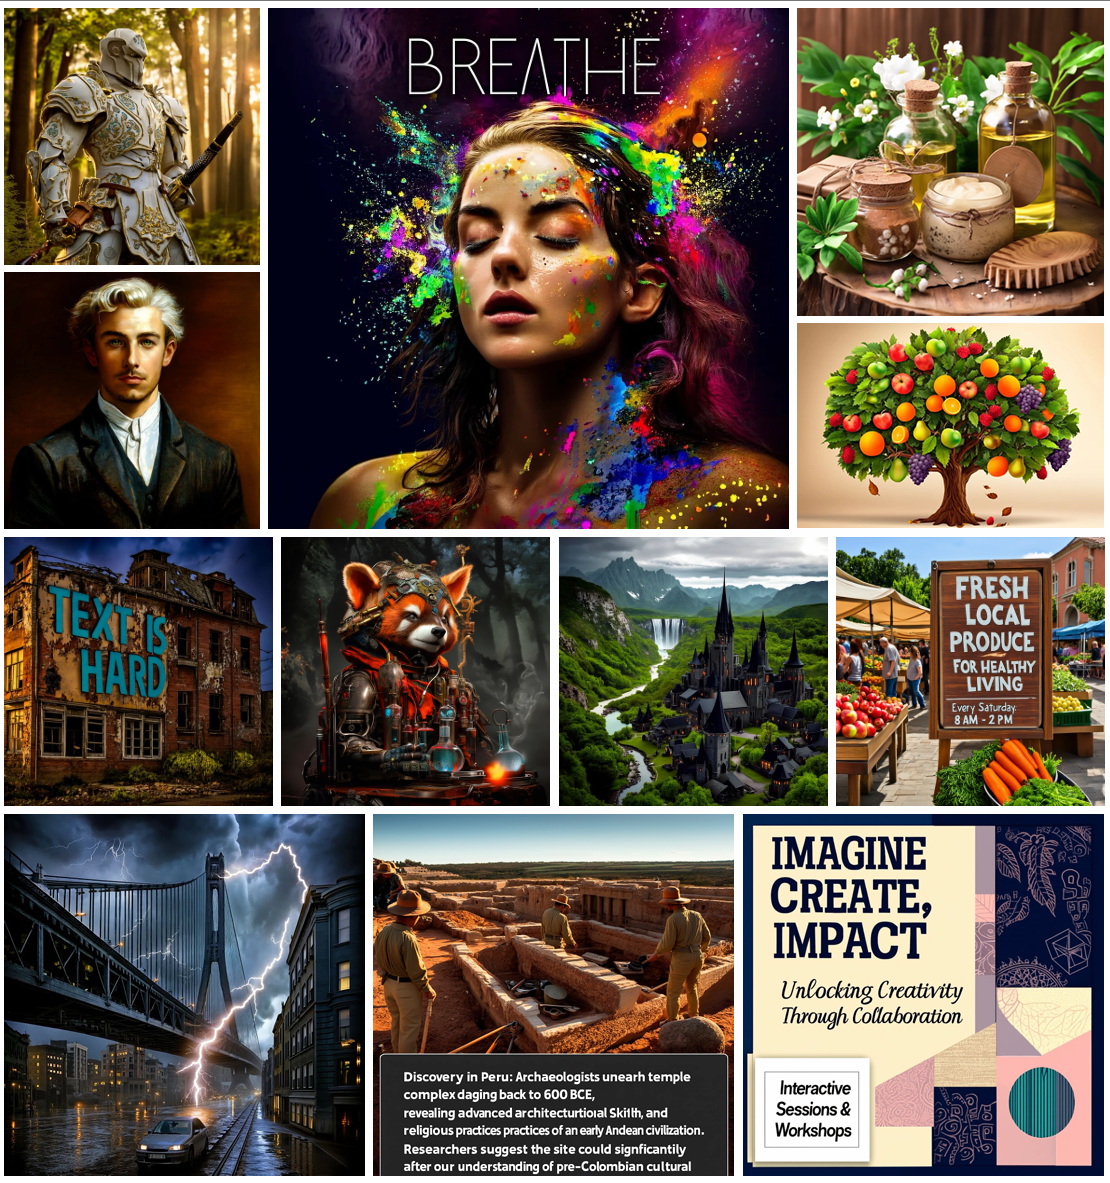 BREATHE
TEXT IS
HARD
FRESH
LOCAL
PRODUCE
FOR HEALTHY
LIVING
Every Saturday:
8 AM - 2 PM
Discovery in Peru: Archaeologists unearh temple
complex daging back to 600 BCE,
revealing advanced architecturtioıal Skiłlh, and
religious practices practices of an early Andean civilization.
Researchers suggest the site could signficantily
after our understanding of pre-Colombian cultural
IMAGINE
CREATE,
IMPACT
Unlocking Creativity
Through Collaboration
Interactive
Sessions &
Workshops